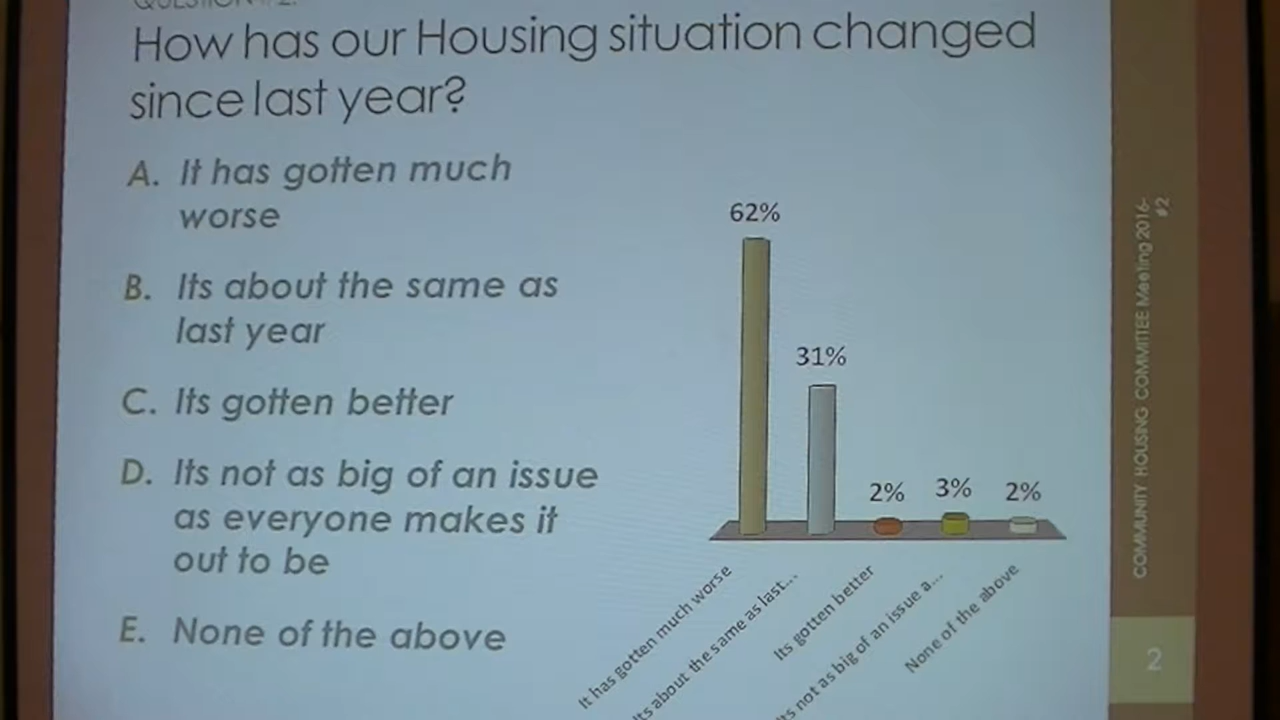 QUESTION # 2:
How has our Housing situation changed
since last year?
A. It has gotten much
worse
B. Its about the same as
last year
C. Its gotten better
D. Its not as big of an issue
as everyone makes it
out to be
E. None of the above
62%
31%
2%
3%
2%
It has gotten much worse
Its about the same as last...
Its gotten better
Its not as big of an issue a...
None of the above
COMMUNITY HOUSING COMMITTEE Meeting 2016-
#2
2